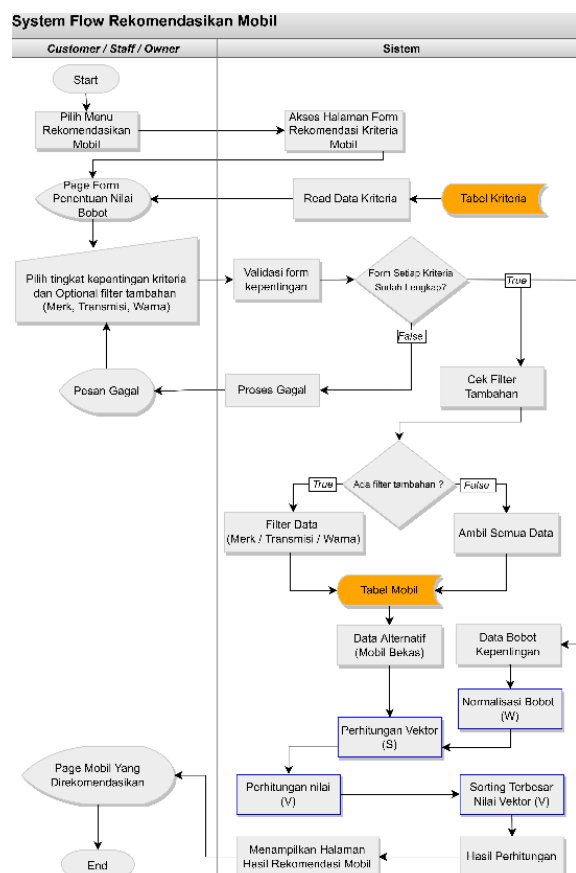 System Flow Rekomendasikan Mobil
Customer / Staff / Owner
Sistem
Start
Pilih Menu
Rekomendasikan
Mobil
Akses Halaman Form
Rekomendasi Kriteria
Mobil
Page Form
Penentuan Nilai
Bobot
Read Data Kriteria
Tabel Kriteria
Pilih tingkat kepentingan kriteria
dan Optional filter tambahan
(Merk, Transmisi, Warna)
Validasi form
kepentingan
Form Setiap Kriteria
Sudah Lengkap?
True
False
Pesan Gagal
Proses Gagal
Cek Filter
Tambahan
Ada filter tambahan ?
True
False
Filter Data
(Merk / Transmisi / Warna)
Ambil Semua Data
Tabel Mobil
Data Alternatif
(Mobil Bekas)
Data Bobot
Kepentingan
Normalisasi Bobot
(W)
Perhitungan Vektor
(S)
Page Mobil Yang
Direkomendasikan
Perhitungan nilai
(V)
Sorting Terbesar
Nilai Vektor (V)
Hasil Perhitungan
Menampilkan Halaman
Hasil Rekomendasi Mobil
End